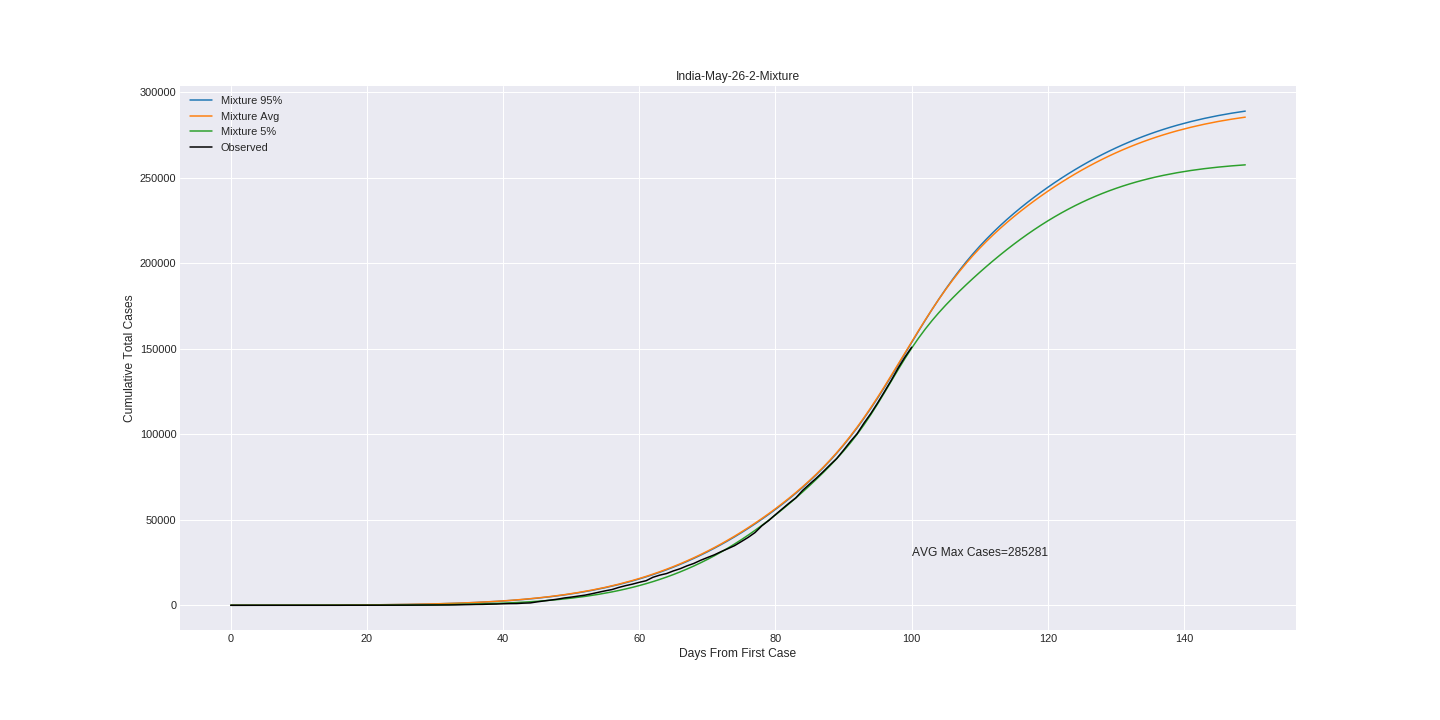 India-May-26-2-Mixture
Mixture 95%
Mixture Avg
Mixture 5%
Observed
300000
250000
200000
150000
100000
50000
0
Cumulative Total Cases
AVG Max Cases=285281
0 20 40 60 80 100 120 140
Days From First Case